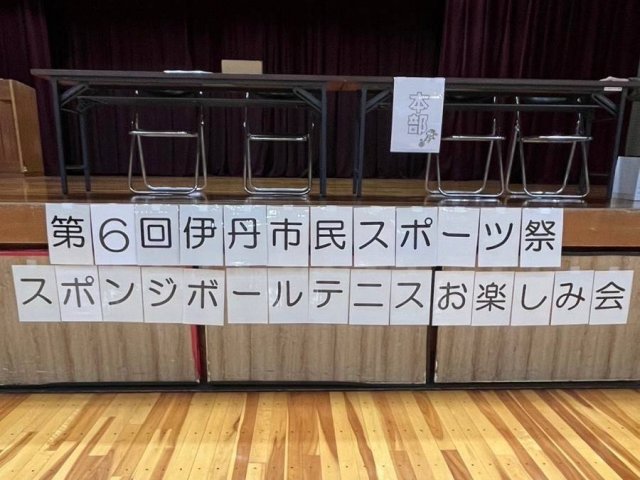 本部
第6回伊丹市民スポーツ祭
スポンジボールテニスお楽しみ会